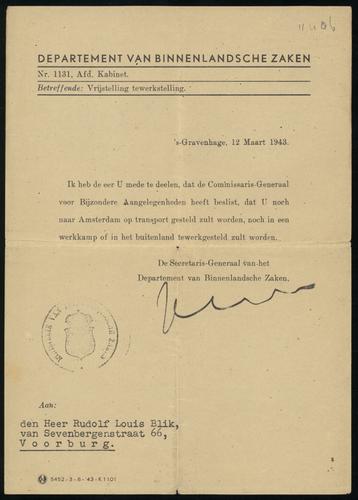 DEPARTEMENT VAN BINNENLANDSCHE ZAKEN
Nr. 1131, Afd. Kabinet.
Betreffende: Vrijstelling tewerkstelling.
's-Gravenhage, 12 Maart 1943.
Ik heb de eer U mede te deelen, dat de Commissaris-Generaal
voor Bijzondere Aangelegenheden heeft beslist, dat U noch
naar Amsterdam op transport gesteld zult worden, noch in een
werkkamp of in het buitenland tewerkgesteld zult worden.
De Secretaris-Generaal van het
Departement van Binnenlandsche Zaken,
Aan:
den Heer Rudolf Louis Blik,
van Sevenbergenstraat 66,
Voorburg.
5452 - 3 - 6 - '43 - K 1101